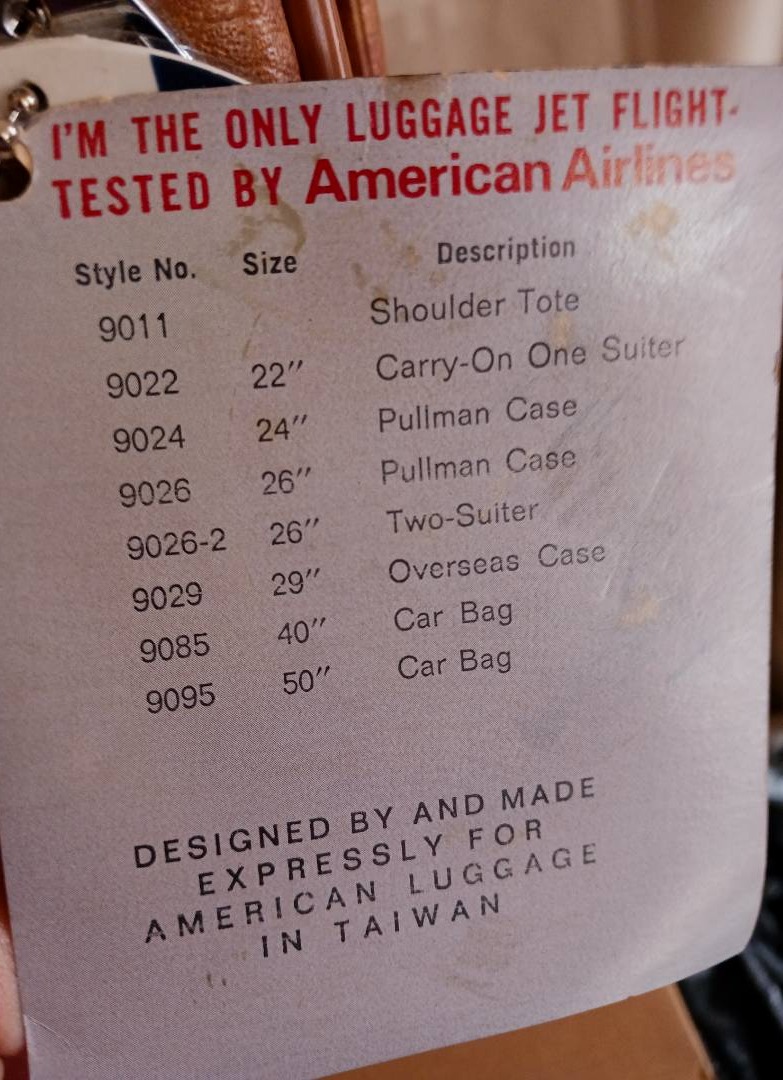 I'M THE ONLY LUGGAGE JET FLIGHT-
TESTED BY American Airlines
Style No. Size Description
9011 Shoulder Tote
9022 22" Carry-On One Suiter
9024 24" Pullman Case
9026 26" Pullman Case
9026-2 26" Two-Suiter
9029 29" Overseas Case
9085 40" Car Bag
9095 50" Car Bag
DESIGNED BY AND MADE
EXPRESSLY FOR
AMERICAN LUGGAGE
IN TAIWAN